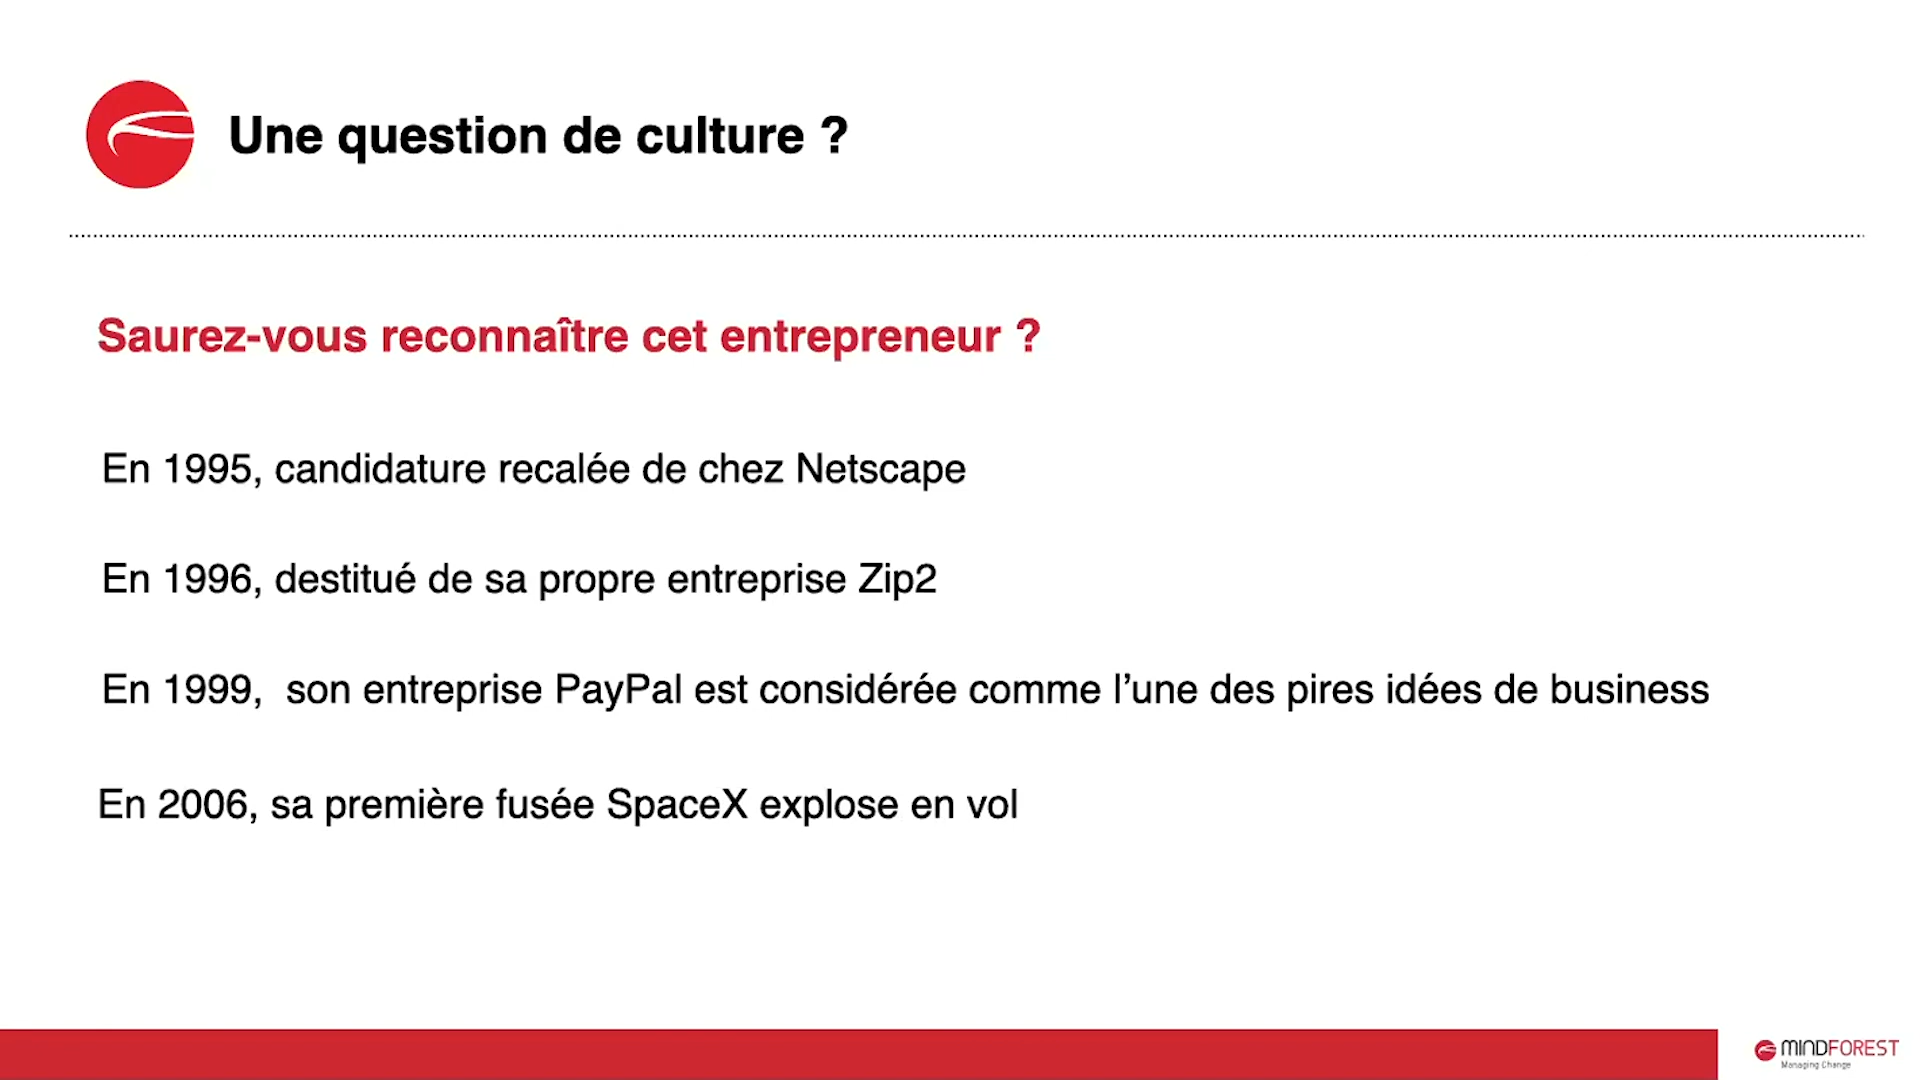 Une question de culture ?
Saurez-vous reconnaître cet entrepreneur ?
En 1995, candidature recalée de chez Netscape
En 1996, destitué de sa propre entreprise Zip2
En 1999,  son entreprise PayPal est considérée comme l’une des pires idées de business
En 2006, sa première fusée SpaceX explose en vol
MINDFOREST
Managing Change